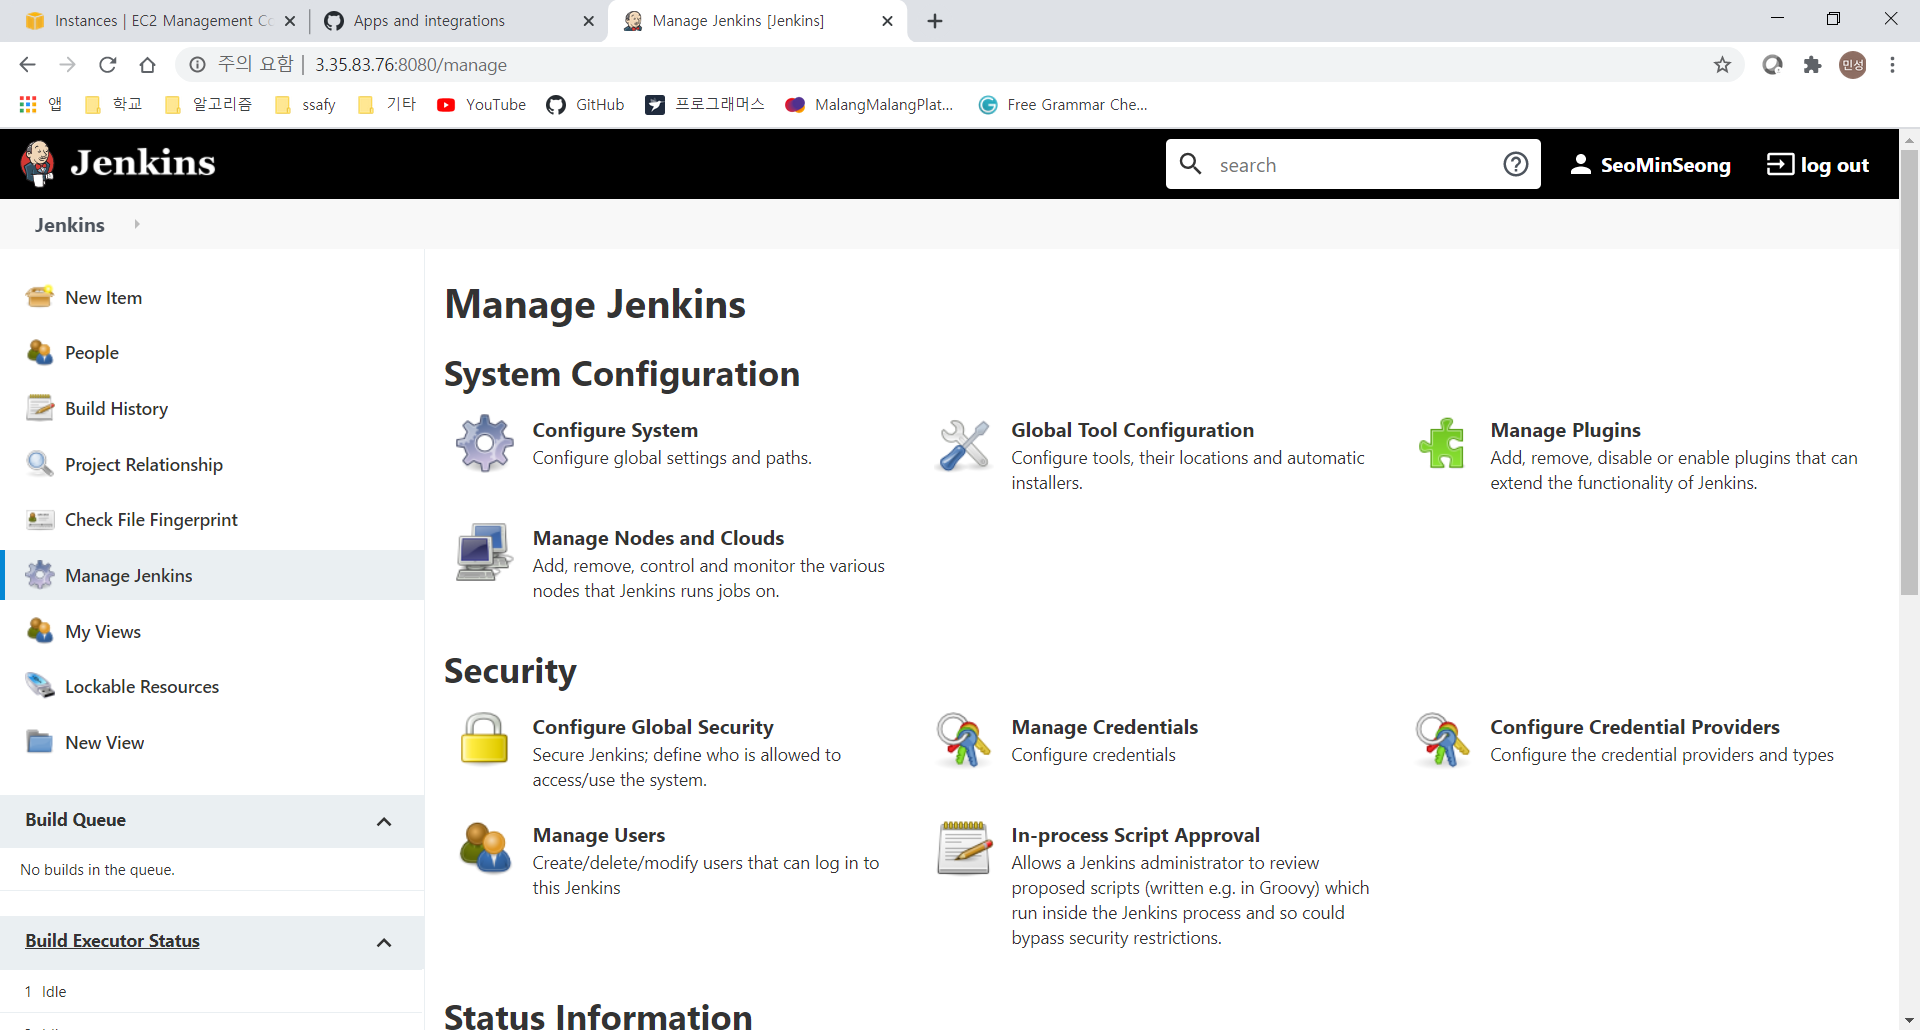 Instances | EC2 Management Co
Apps and integrations
Manage Jenkins [Jenkins]
주의 요함 | 3.35.83.76:8080/manage
민성
앱
학교
알고리즘
ssafy
기타
YouTube
GitHub
프로그래머스
MalangMalangPlat...
Free Grammar Che...
Jenkins
search
SeoMinSeong
log out
Jenkins
New Item
People
Build History
Project Relationship
Check File Fingerprint
Manage Jenkins
My Views
Lockable Resources
New View
Build Queue
No builds in the queue.
Build Executor Status
1 Idle
Manage Jenkins
System Configuration
Configure System
Configure global settings and paths.
Global Tool Configuration
Configure tools, their locations and automatic
installers.
Manage Plugins
Add, remove, disable or enable plugins that can
extend the functionality of Jenkins.
Manage Nodes and Clouds
Add, remove, control and monitor the various
nodes that Jenkins runs jobs on.
Security
Configure Global Security
Secure Jenkins; define who is allowed to
access/use the system.
Manage Credentials
Configure credentials
Configure Credential Providers
Configure the credential providers and types
Manage Users
Create/delete/modify users that can log in to
this Jenkins
In-process Script Approval
Allows a Jenkins administrator to review
proposed scripts (written e.g. in Groovy) which
run inside the Jenkins process and so could
bypass security restrictions.
Status Information